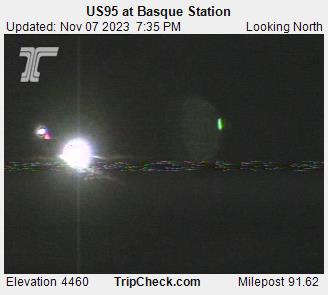 US95 at Basque Station
Updated: Nov 07 2023 7:35 PM Looking North
Elevation 4460 TripCheck.com Milepost 91.62